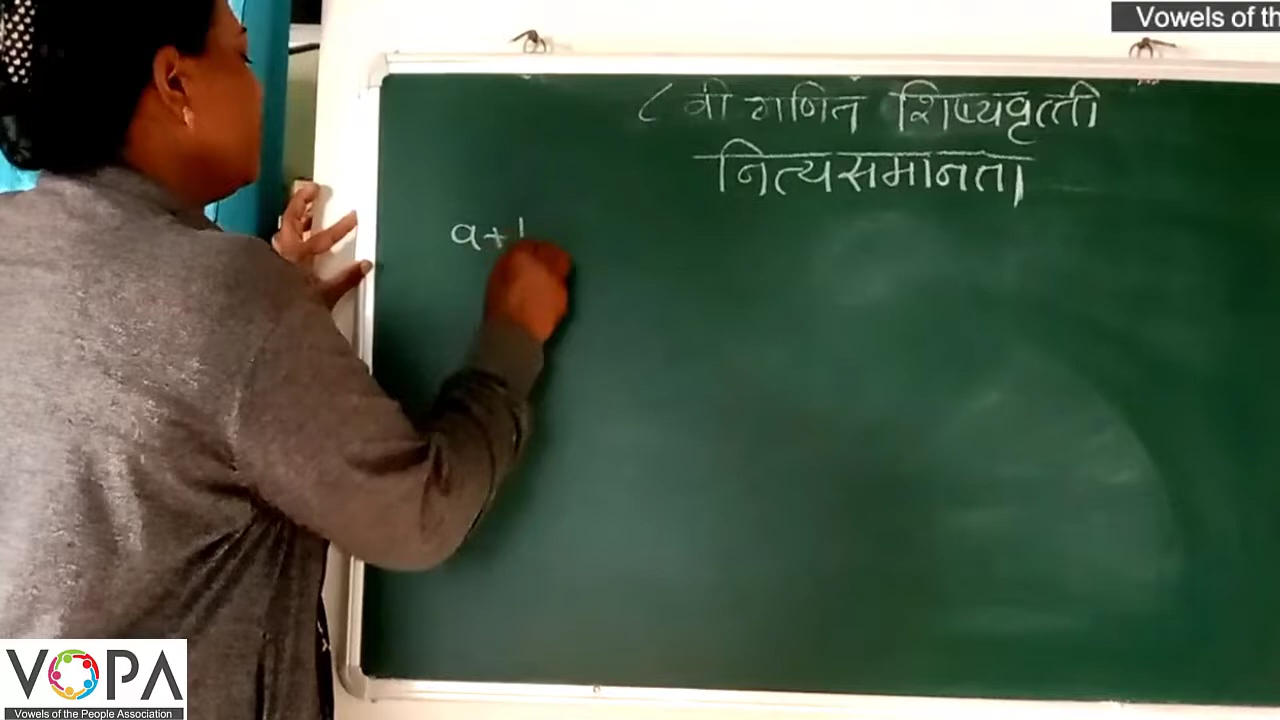 Vowels of th
८ वी गणित शिष्यवृत्ती
नित्यसमानता
a+
VOPA
Vowels of the People Association